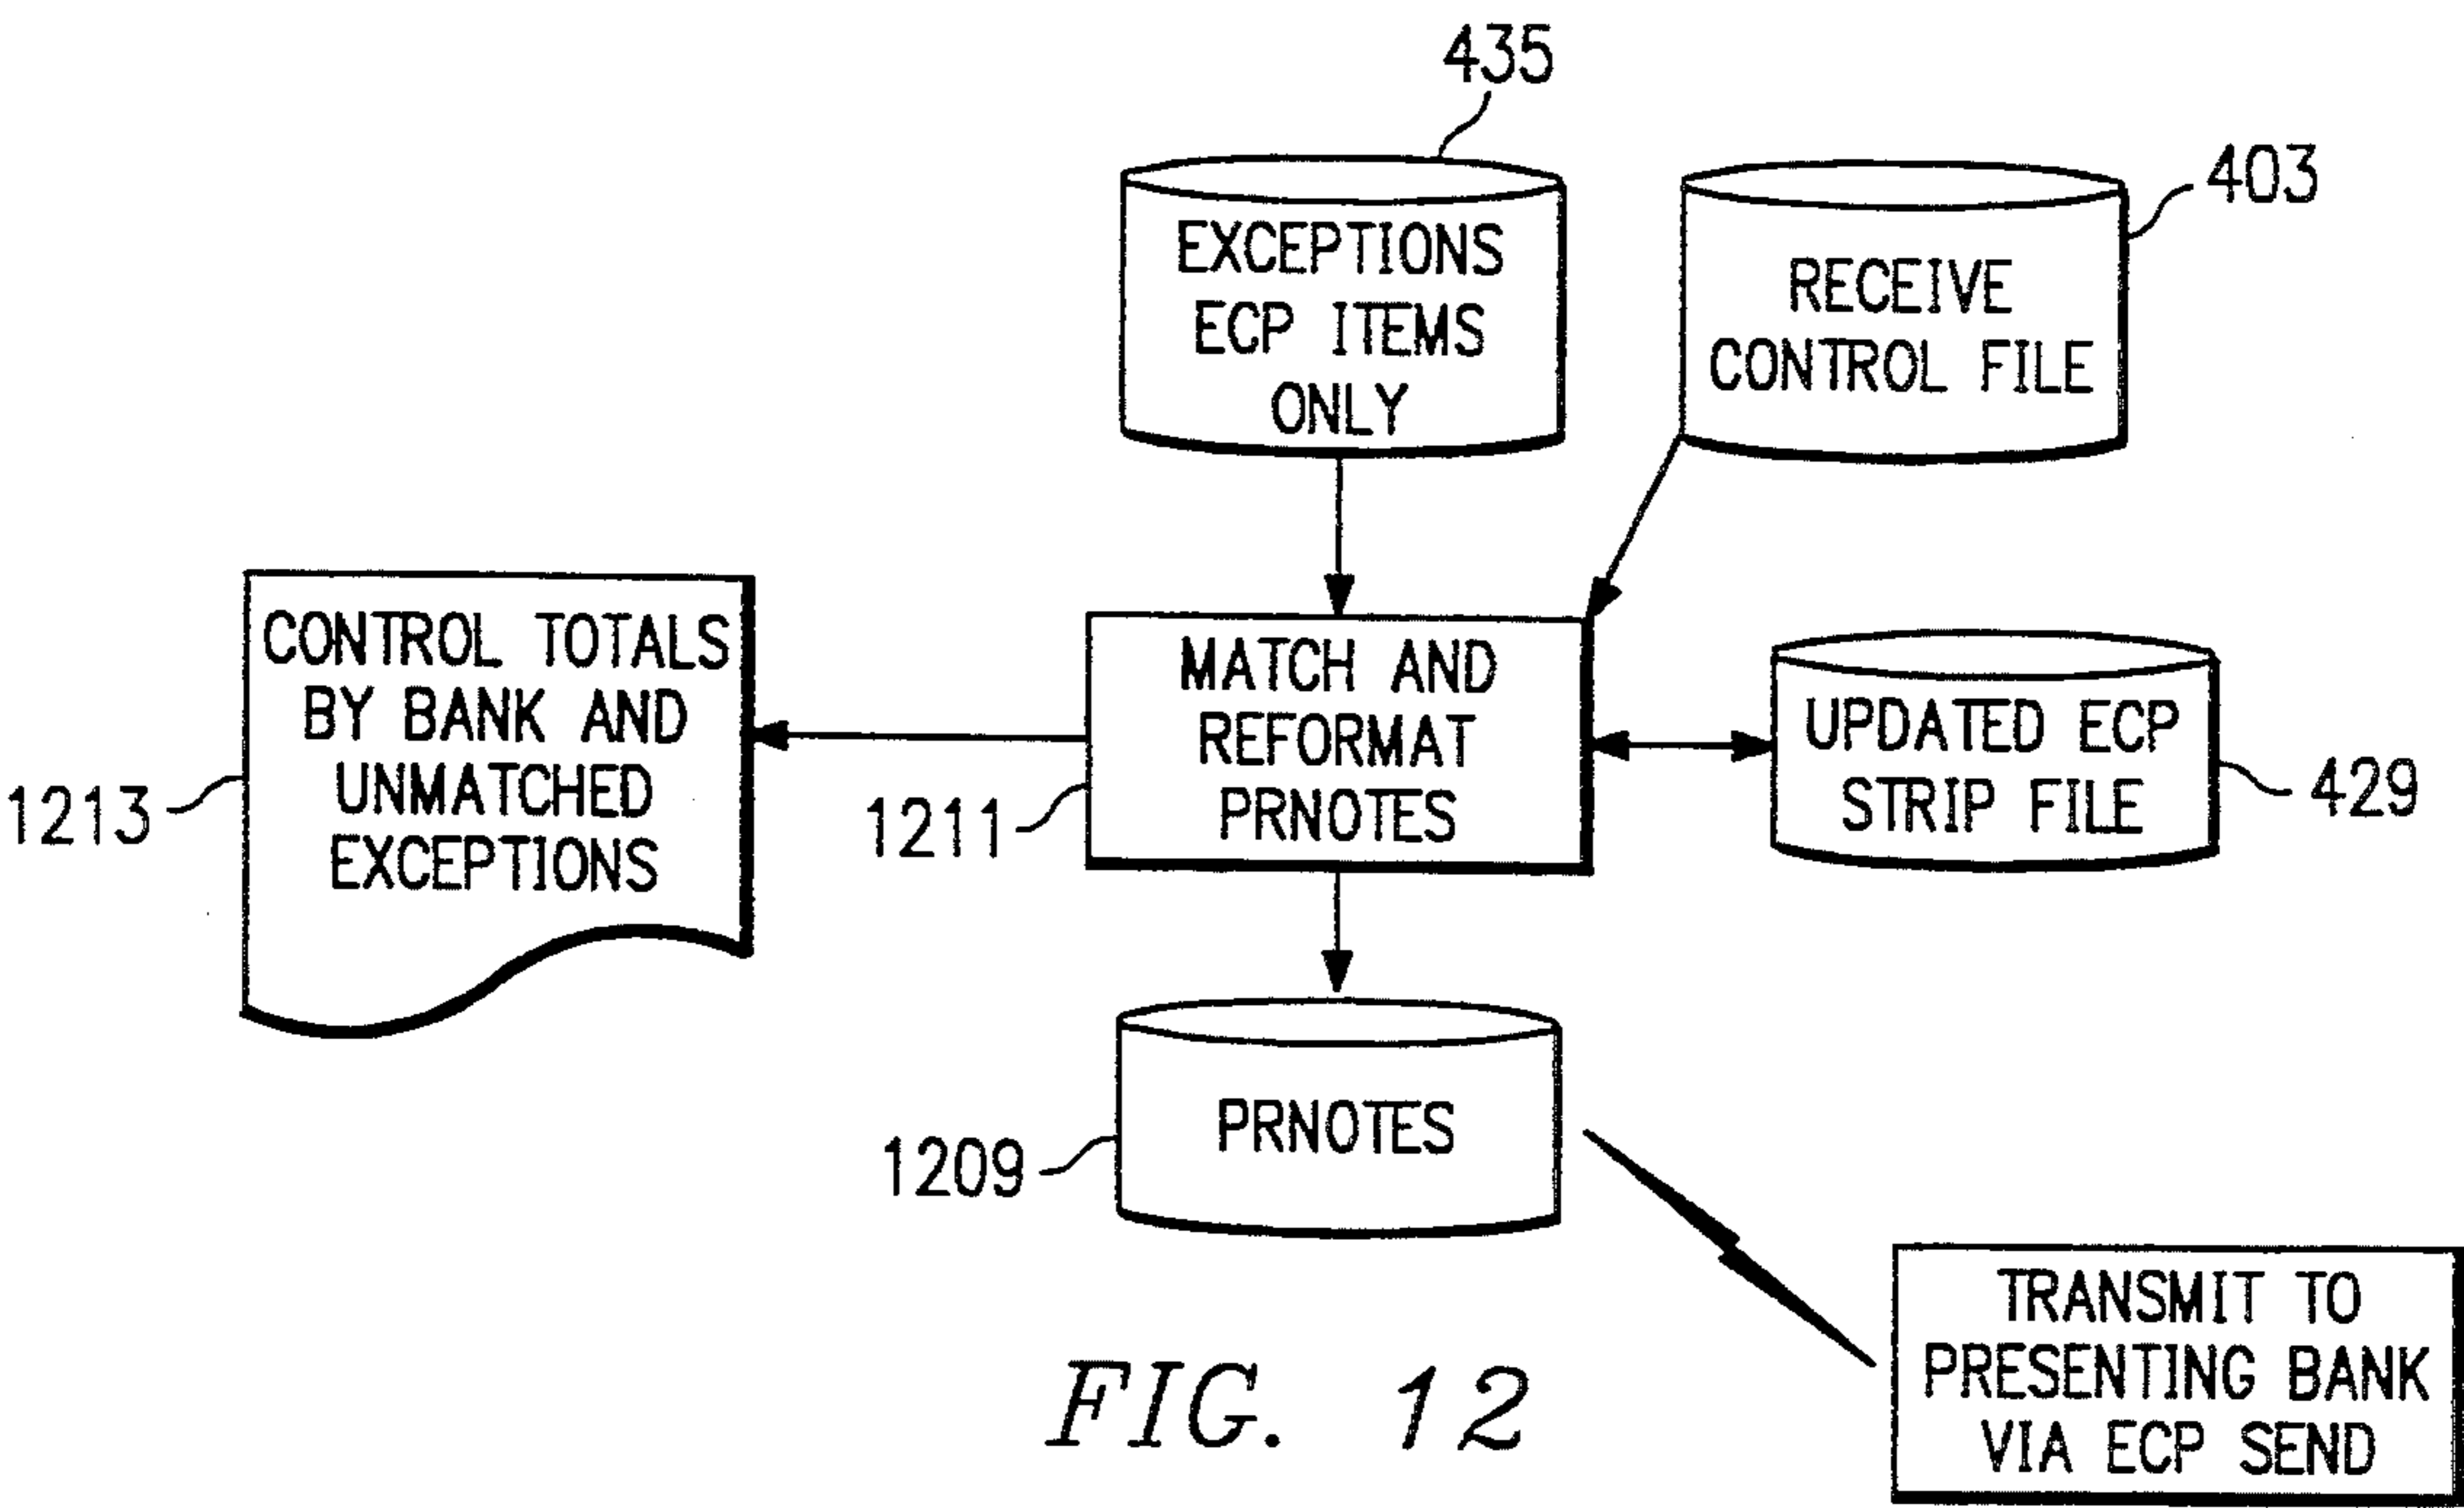 435
403
EXCEPTIONS
ECP ITEMS
ONLY
RECEIVE
CONTROL FILE
CONTROL TOTALS
BY BANK AND
UNMATCHED
EXCEPTIONS
1213
MATCH AND
REFORMAT
PRNOTES
1211
UPDATED ECP
STRIP FILE
429
PRNOTES
1209
TRANSMIT TO
PRESENTING BANK
VIA ECP SEND
FIG. 12